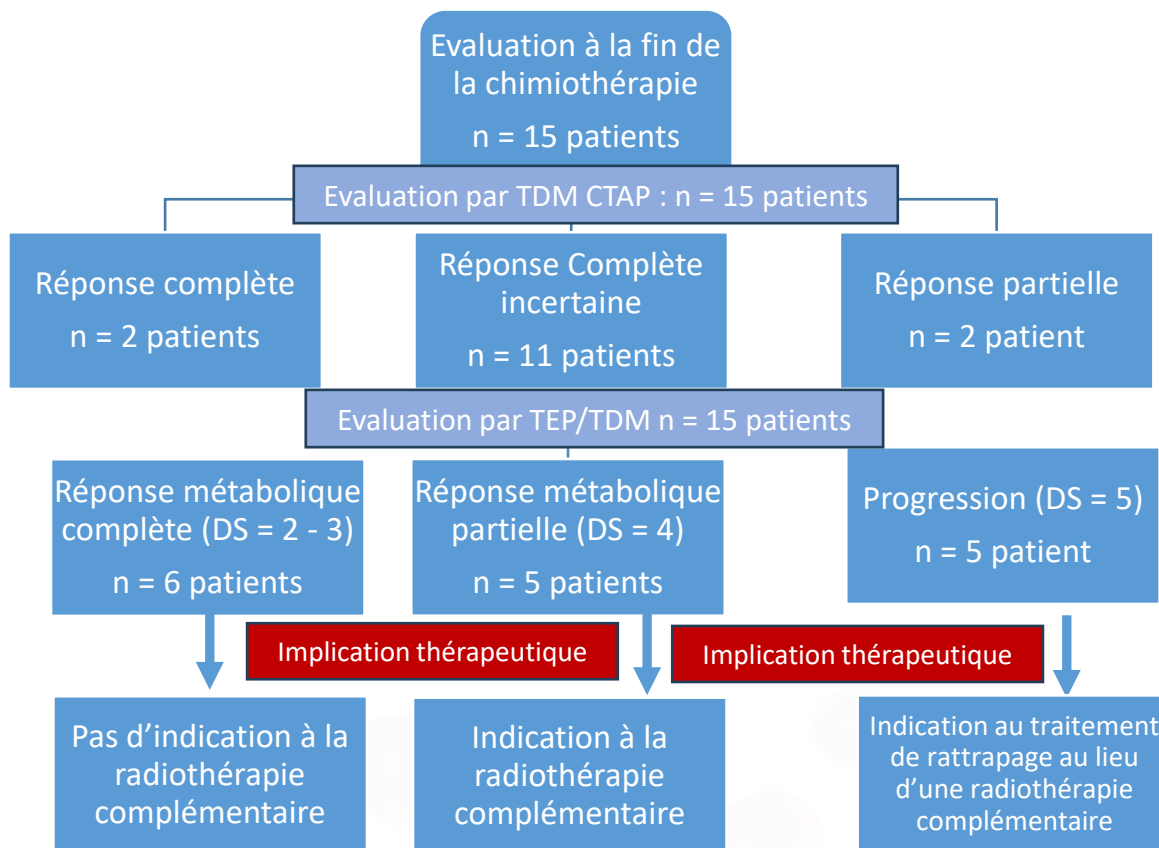 Evaluation à la fin de
la chimiothérapie
n = 15 patients
Evaluation par TDM CTAP : n = 15 patients
Réponse complète
n = 2 patients
Réponse Complète
incertaine
n = 11 patients
Réponse partielle
n = 2 patient
Evaluation par TEP/TDM n = 15 patients
Réponse métabolique
complète (DS = 2 - 3)
n = 6 patients
Réponse métabolique
partielle (DS = 4)
n = 5 patients
Progression (DS = 5)
n = 5 patient
Implication thérapeutique
Implication thérapeutique
Pas d’indication à la
radiothérapie
complémentaire
Indication à la
radiothérapie
complémentaire
Indication au traitement
de rattrapage au lieu
d’une radiothérapie
complémentaire